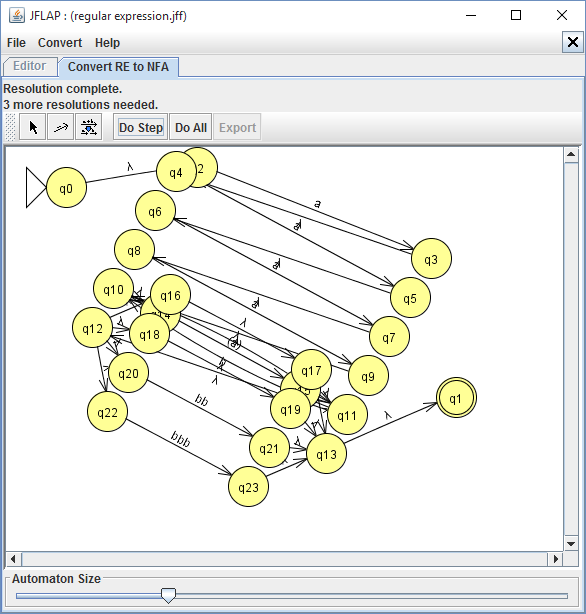 JFLAP : (regular expression.jff)
File Convert Help
Editor Convert RE to NFA
Resolution complete.
3 more resolutions needed.
Do Step Do All Export
q0
λ
q4
2
q6
a
q3
q8
q5
q10
q16
q7
q12
q18
λ
q17
q9
q20
λ
q19
q11
q1
q22
bb
λ
bbb
q21
q13
q23
Automaton Size